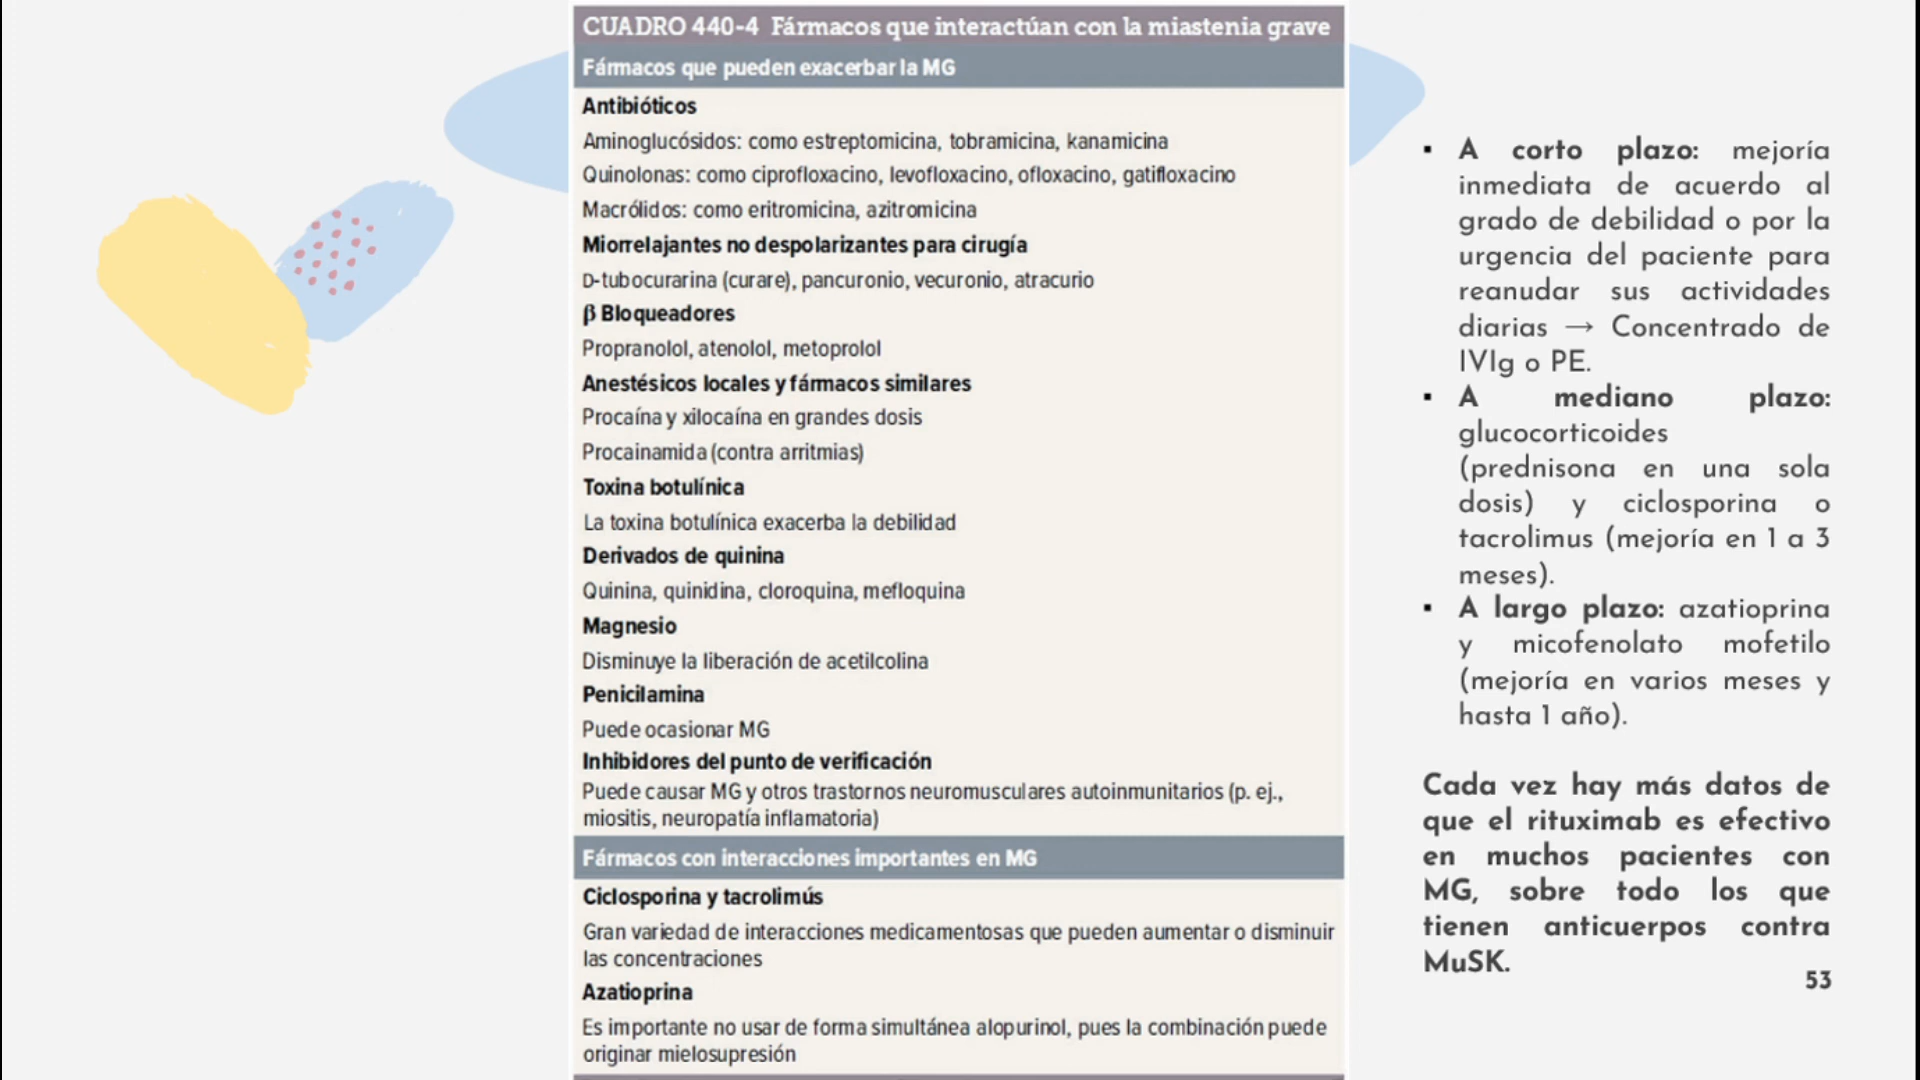 CUADRO 440-4 Fármacos que interactúan con la miastenia grave
Fármacos que pueden exacerbar la MG
Antibióticos
Aminoglucósidos: como estreptomicina, tobramicina, kanamicina
Quinolonas: como ciprofloxacino, levofloxacino, ofloxacino, gatifloxacino
Macrólidos: como eritromicina, azitromicina
Miorrelajantes no despolarizantes para cirugía
D-tubocurarina (curare), pancuronio, vecuronio, atracurio
β Bloqueadores
Propranolol, atenolol, metoprolol
Anestésicos locales y fármacos similares
Procaína y xilocaína en grandes dosis
Procainamida (contra arritmias)
Toxina botulínica
La toxina botulínica exacerba la debilidad
Derivados de quinina
Quinina, quinidina, cloroquina, mefloquina
Magnesio
Disminuye la liberación de acetilcolina
Penicilamina
Puede ocasionar MG
Inhibidores del punto de verificación
Puede causar MG y otros trastornos neuromusculares autoinmunitarios (p. ej.,
miositis, neuropatía inflamatoria)
Fármacos con interacciones importantes en MG
Ciclosporina y tacrolimús
Gran variedad de interacciones medicamentosas que pueden aumentar o disminuir
las concentraciones
Azatioprina
Es importante no usar de forma simultánea alopurinol, pues la combinación puede
originar mielosupresión
▪ A corto plazo: mejoría
inmediata de acuerdo al
grado de debilidad o por la
urgencia del paciente para
reanudar sus actividades
diarias → Concentrado de
IVIg o PE.
▪ A mediano plazo:
glucocorticoides
(prednisona en una sola
dosis) y ciclosporina o
tacrolimus (mejoría en 1 a 3
meses).
▪ A largo plazo: azatioprina
y micofenolato mofetilo
(mejoría en varios meses y
hasta 1 año).
Cada vez hay más datos de
que el rituximab es efectivo
en muchos pacientes con
MG, sobre todo los que
tienen anticuerpos contra
MuSK.
53